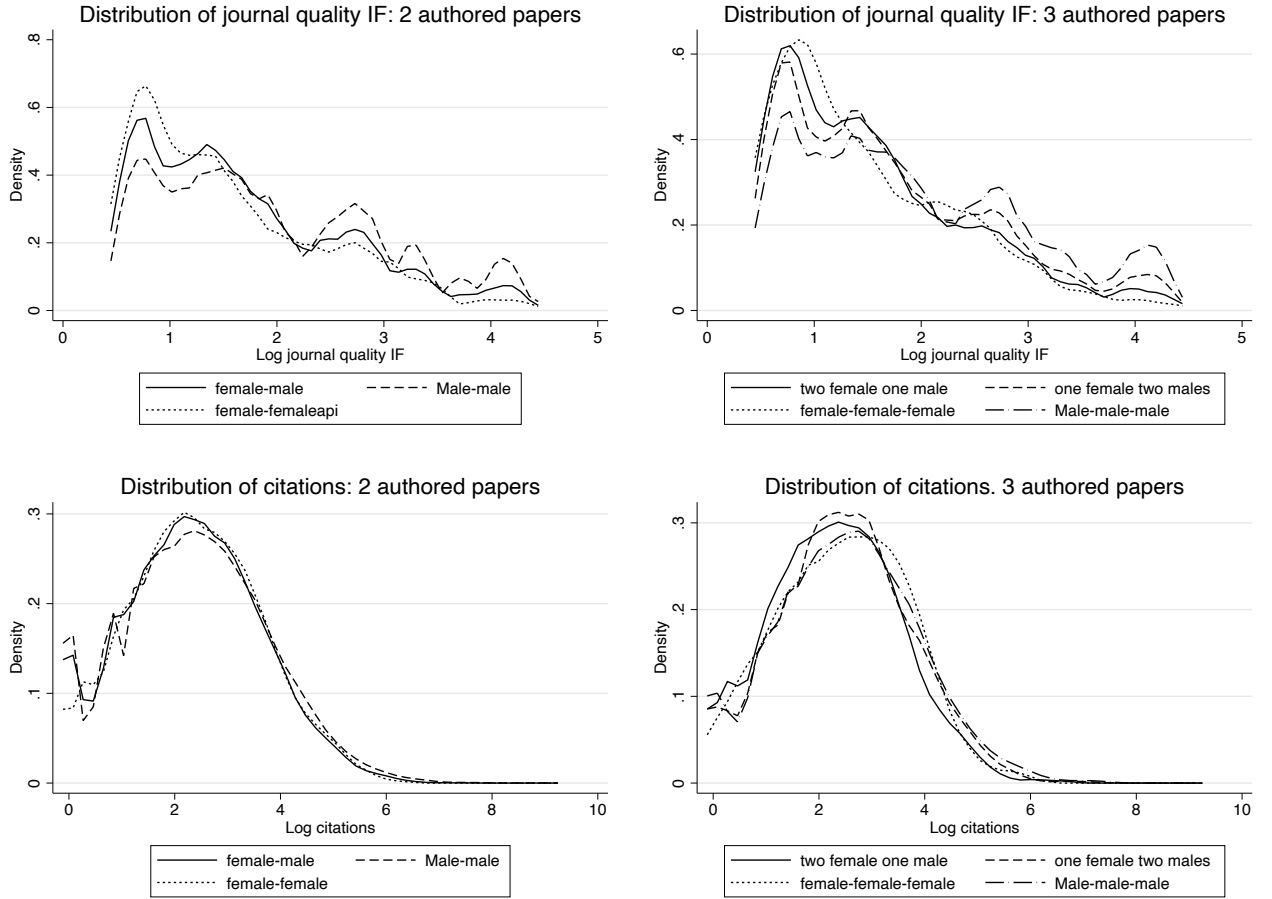 Distribution of journal quality IF: 2 authored papers
Density
.8
.6
.4
.2
0
0 1 2 3 4 5
Log journal quality IF
female-male Male-male
female-femaleapi
Distribution of journal quality IF: 3 authored papers
Density
.6
.4
.2
0
0 1 2 3 4 5
Log journal quality IF
two female one male one female two males
female-female-female Male-male-male
Distribution of citations: 2 authored papers
Density
.3
.2
.1
0
0 2 4 6 8 10
Log citations
female-male Male-male
female-female
Distribution of citations. 3 authored papers
Density
.3
.2
.1
0
0 2 4 6 8 10
Log citations
two female one male one female two males
female-female-female Male-male-male